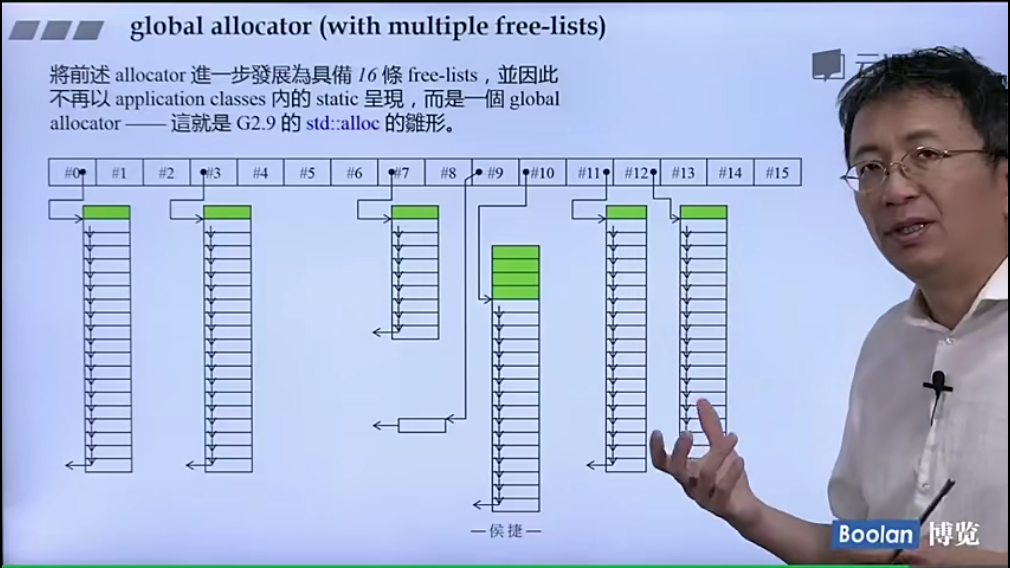 global allocator (with multiple free-lists)
將前述 allocator 進一步發展為具備 16 條 free-lists，並因此
不再以 application classes 內的 static 呈現，而是一個 global
allocator —— 這就是 G2.9 的 std::alloc 的雛形。
#0 #1 #2 #3 #4 #5 #6 #7 #8 #9 #10 #11 #12 #13 #14 #15
—侯捷—
Boolan 博览